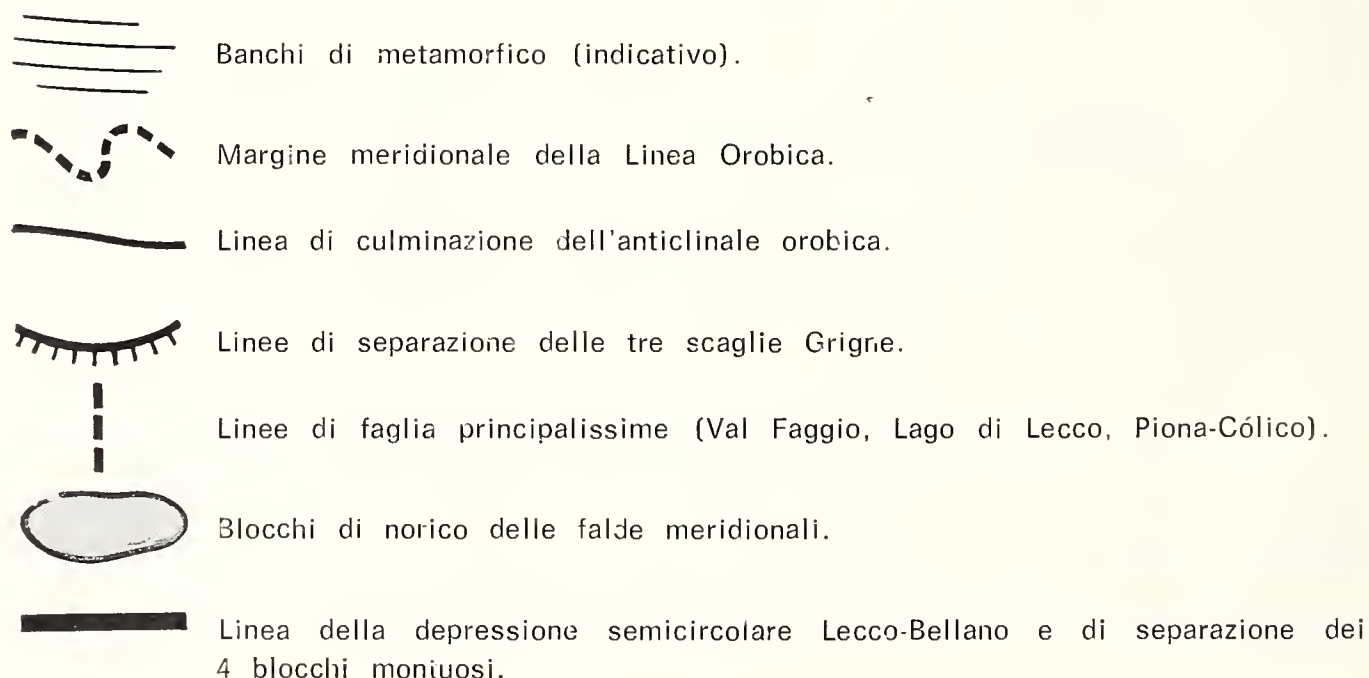 Banchi di metamorfico (indicativo).
Margine meridionale della Linea Orobica.
Linea di culminazione dell'anticlinale orobica.
Linee di separazione delle tre scaglie Grigne.
Linee di faglia principalissime (Val Faggio, Lago di Lecco, Piona-Cólico).
Blocchi di norico delle falde meridionali.
Linea della depressione semicircolare Lecco-Bellano e di separazione dei
4 blocchi montuosi.